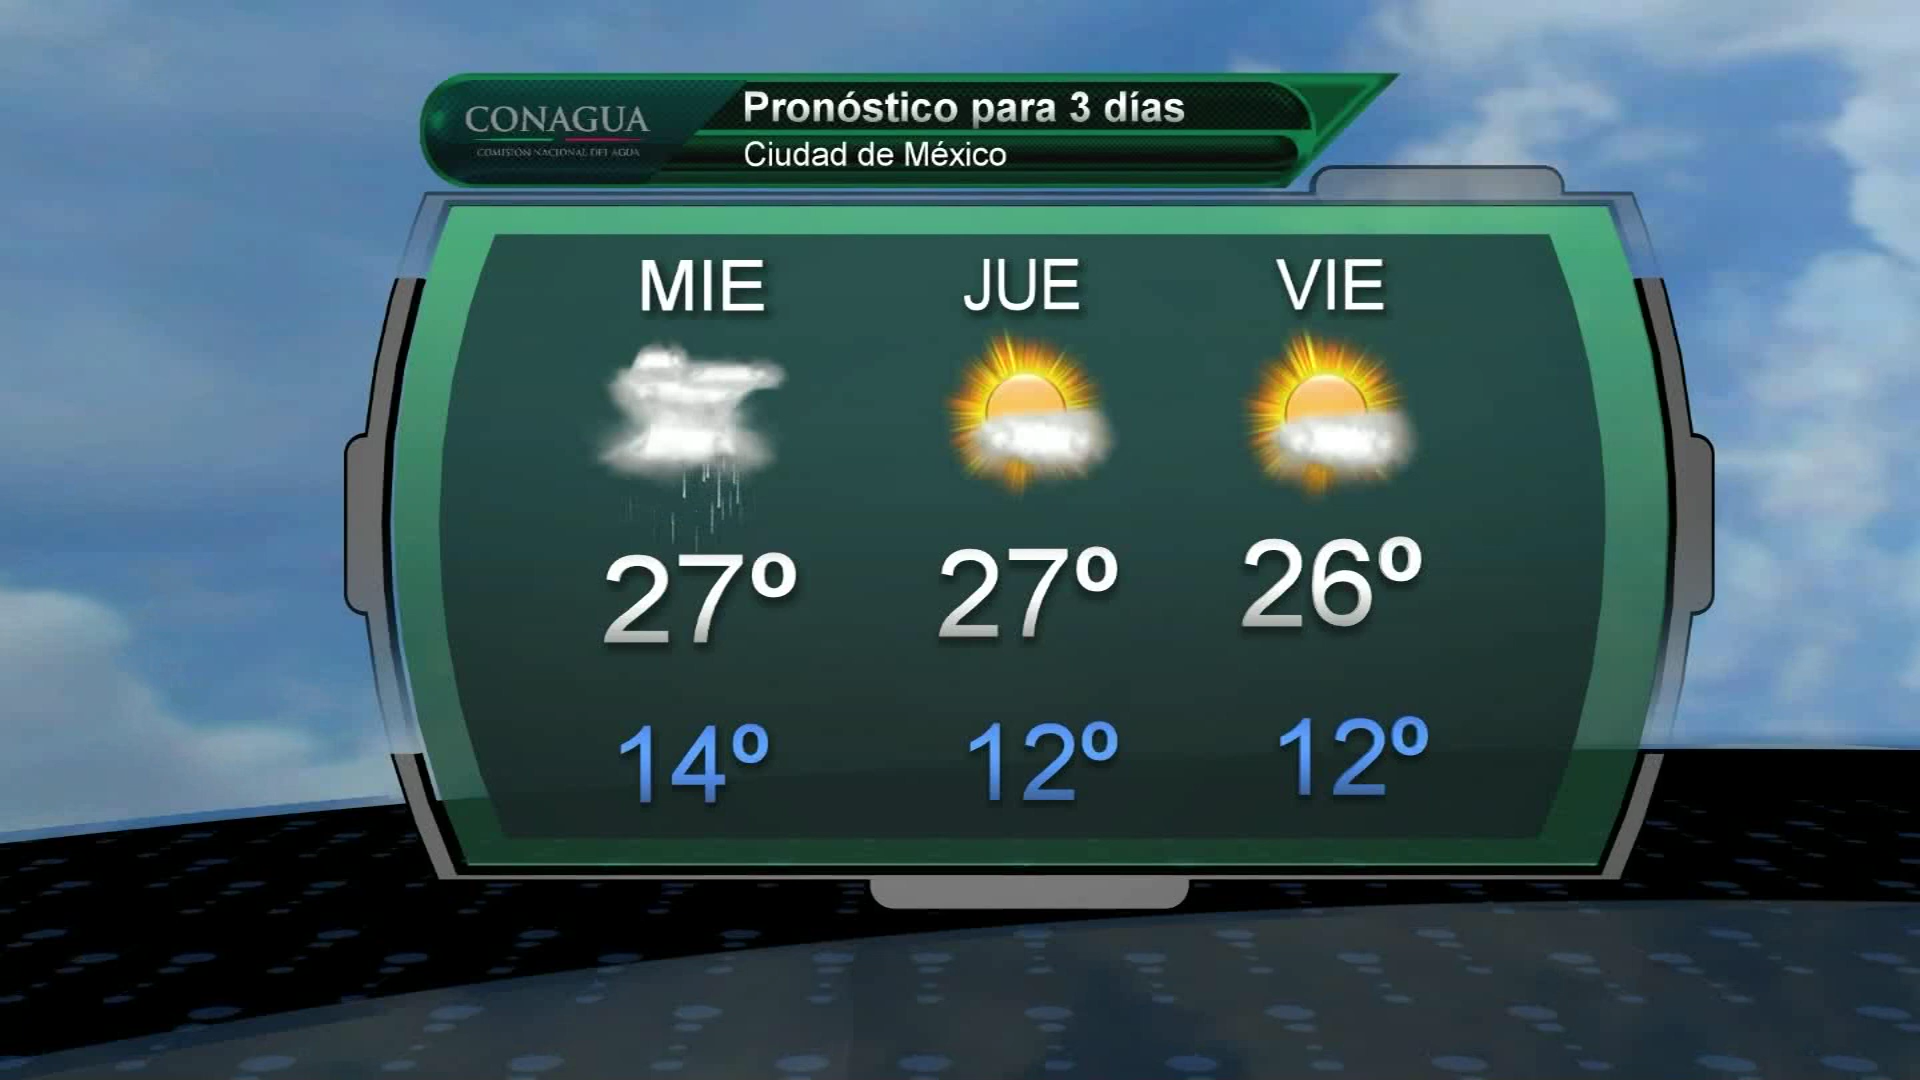 CONAGUA
COMISIÓN NACIONAL DEL AGUA
Pronóstico para 3 días
Ciudad de México
MIE JUE VIE
27º 27º 26º
14º 12º 12º